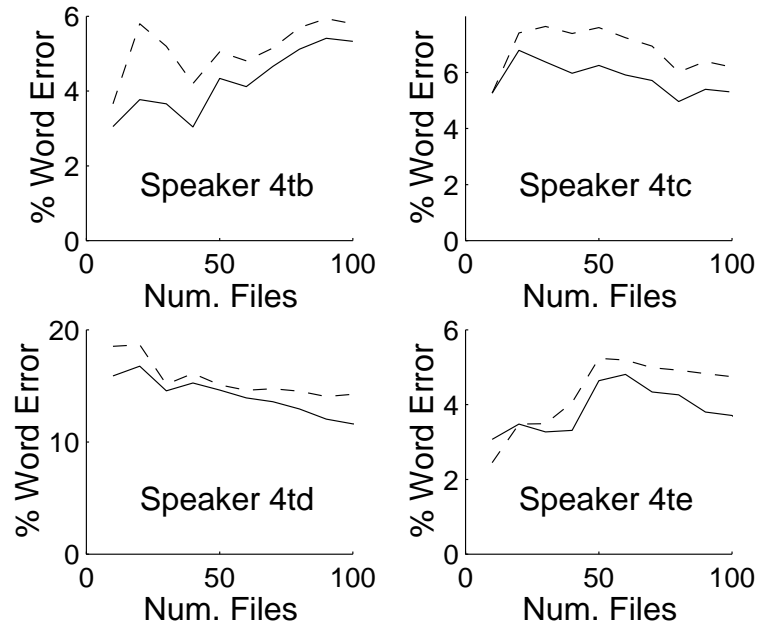 6
4
2
0
% Word Error
Speaker 4tb
0 50 100
Num. Files
6
4
2
0
% Word Error
Speaker 4tc
0 50 100
Num. Files
20
10
0
% Word Error
Speaker 4td
0 50 100
Num. Files
6
4
2
0
% Word Error
Speaker 4te
0 50 100
Num. Files